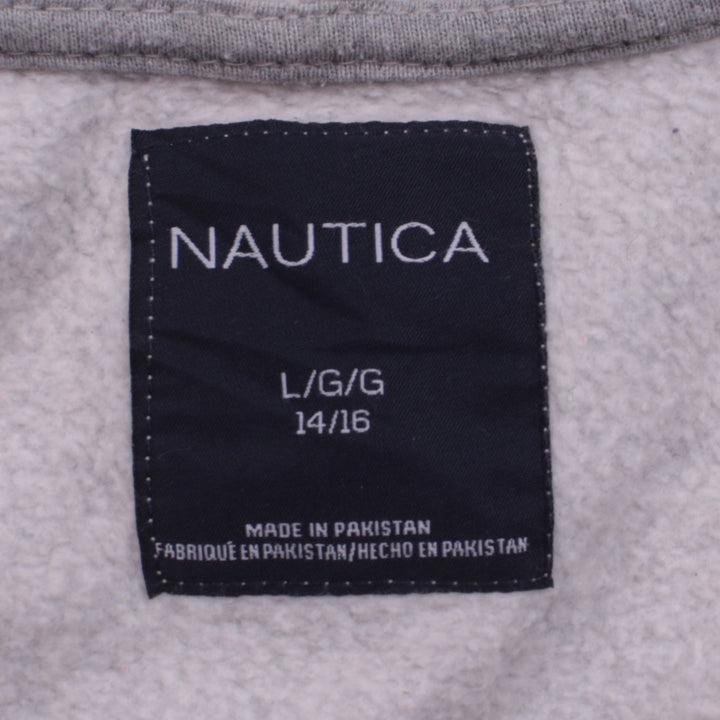 NAUTICA
L/G/G
14/16
MADE IN PAKISTAN
FABRIQUÉ EN PAKISTAN/HECHO EN PAKISTAN